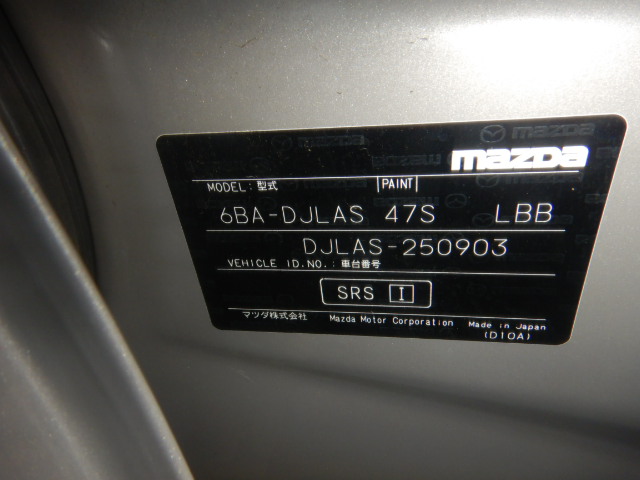 mazda
MODEL:型式 PAINT
6BA-DJLAS 47S LBB
DJLAS-250903
VEHICLE ID.NO.:車台番号
SRS I
マツダ株式会社 Mazda Motor Corporation Made in Japan
(D10A)